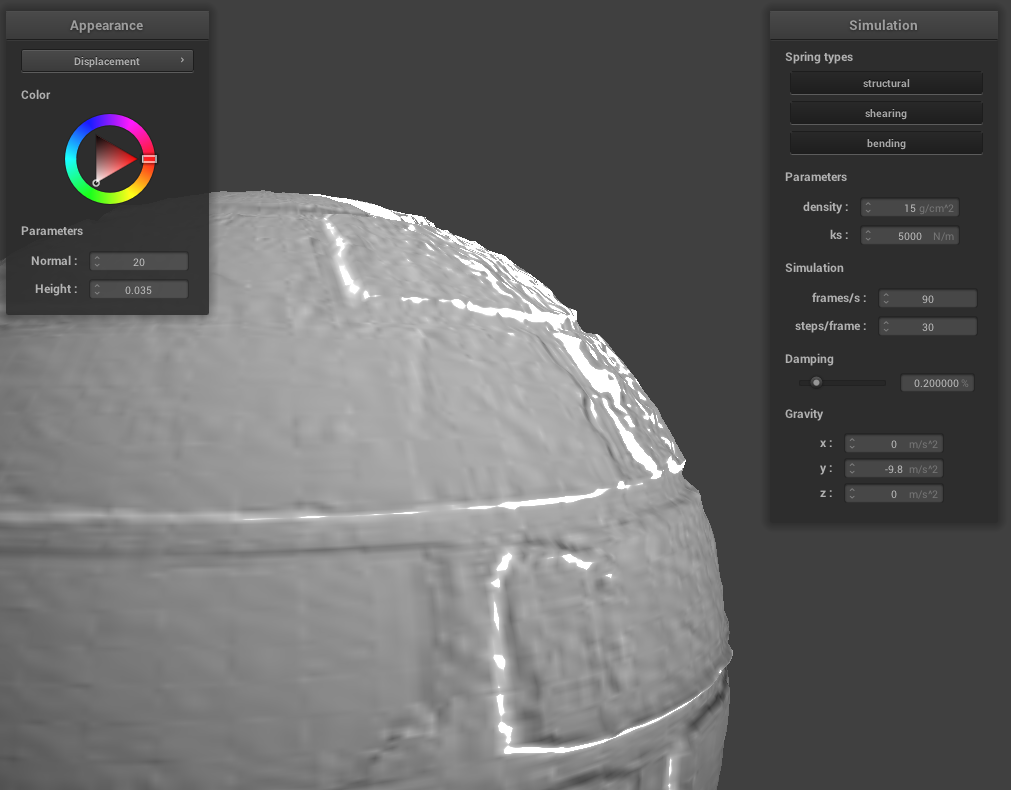 Appearance
Displacement ›
Color
Parameters
Normal : 20
Height : 0.035
Simulation
Spring types
structural
shearing
bending
Parameters
density : 15 g/cm^2
ks : 5000 N/m
Simulation
frames/s : 90
steps/frame : 30
Damping
0.200000 %
Gravity
x : 0 m/s^2
y : -9.8 m/s^2
z : 0 m/s^2